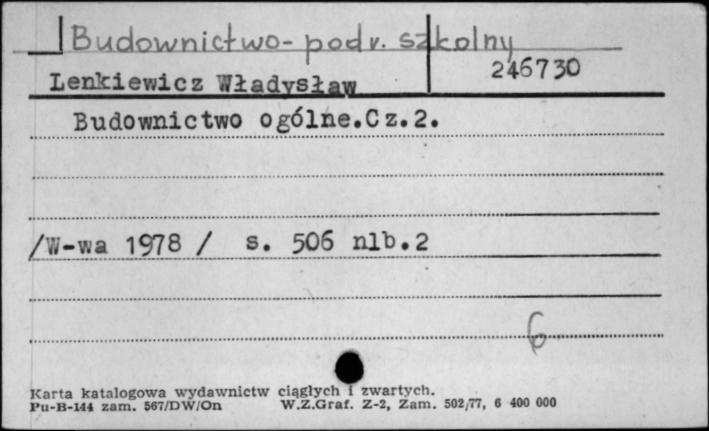 Budownictwo - podr. szkolny
246730
Lenkiewicz Władysław
Budownictwo ogólne.Cz.2.
/W-wa 1978 / s. 506 nlb.2
6
Karta katalogowa wydawnictw ciągłych i zwartych.
Pu-B-144 zam. 567/DW/On W.Z.Graf. Z-2, Zam. 502/77, 6 400 000